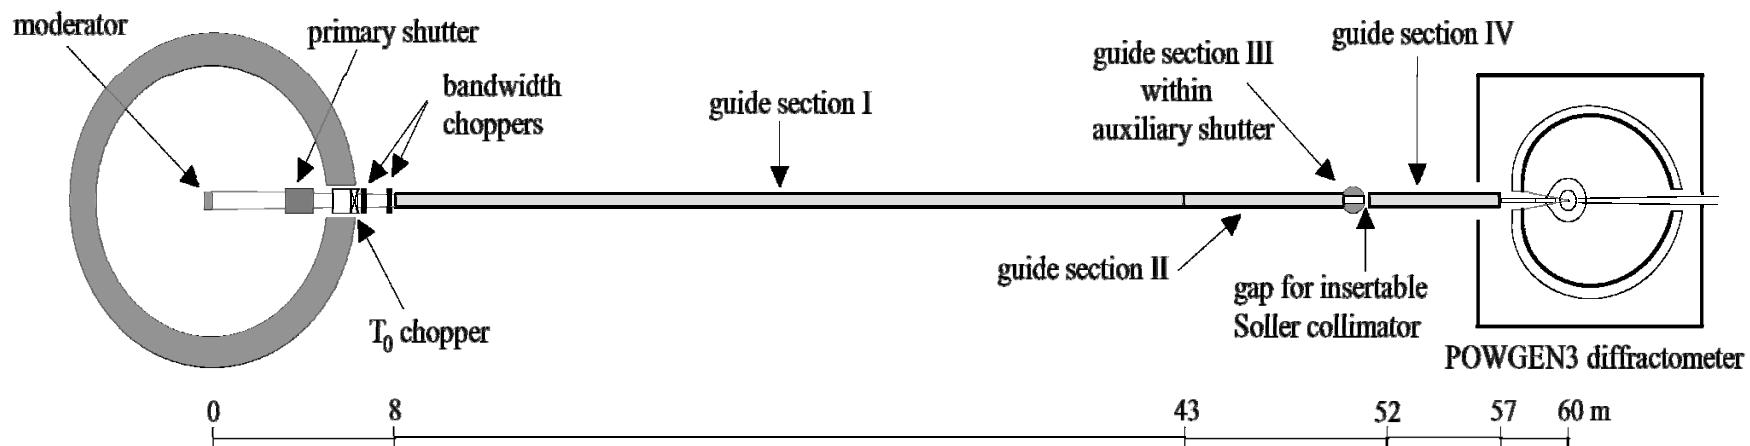 moderator
primary shutter
bandwidth
choppers
guide section I
guide section III
within
auxiliary shutter
guide section IV
T0 chopper
guide section II
gap for insertable
Soller collimator
POWGEN3 diffractometer
0 8 43 52 57 60 m